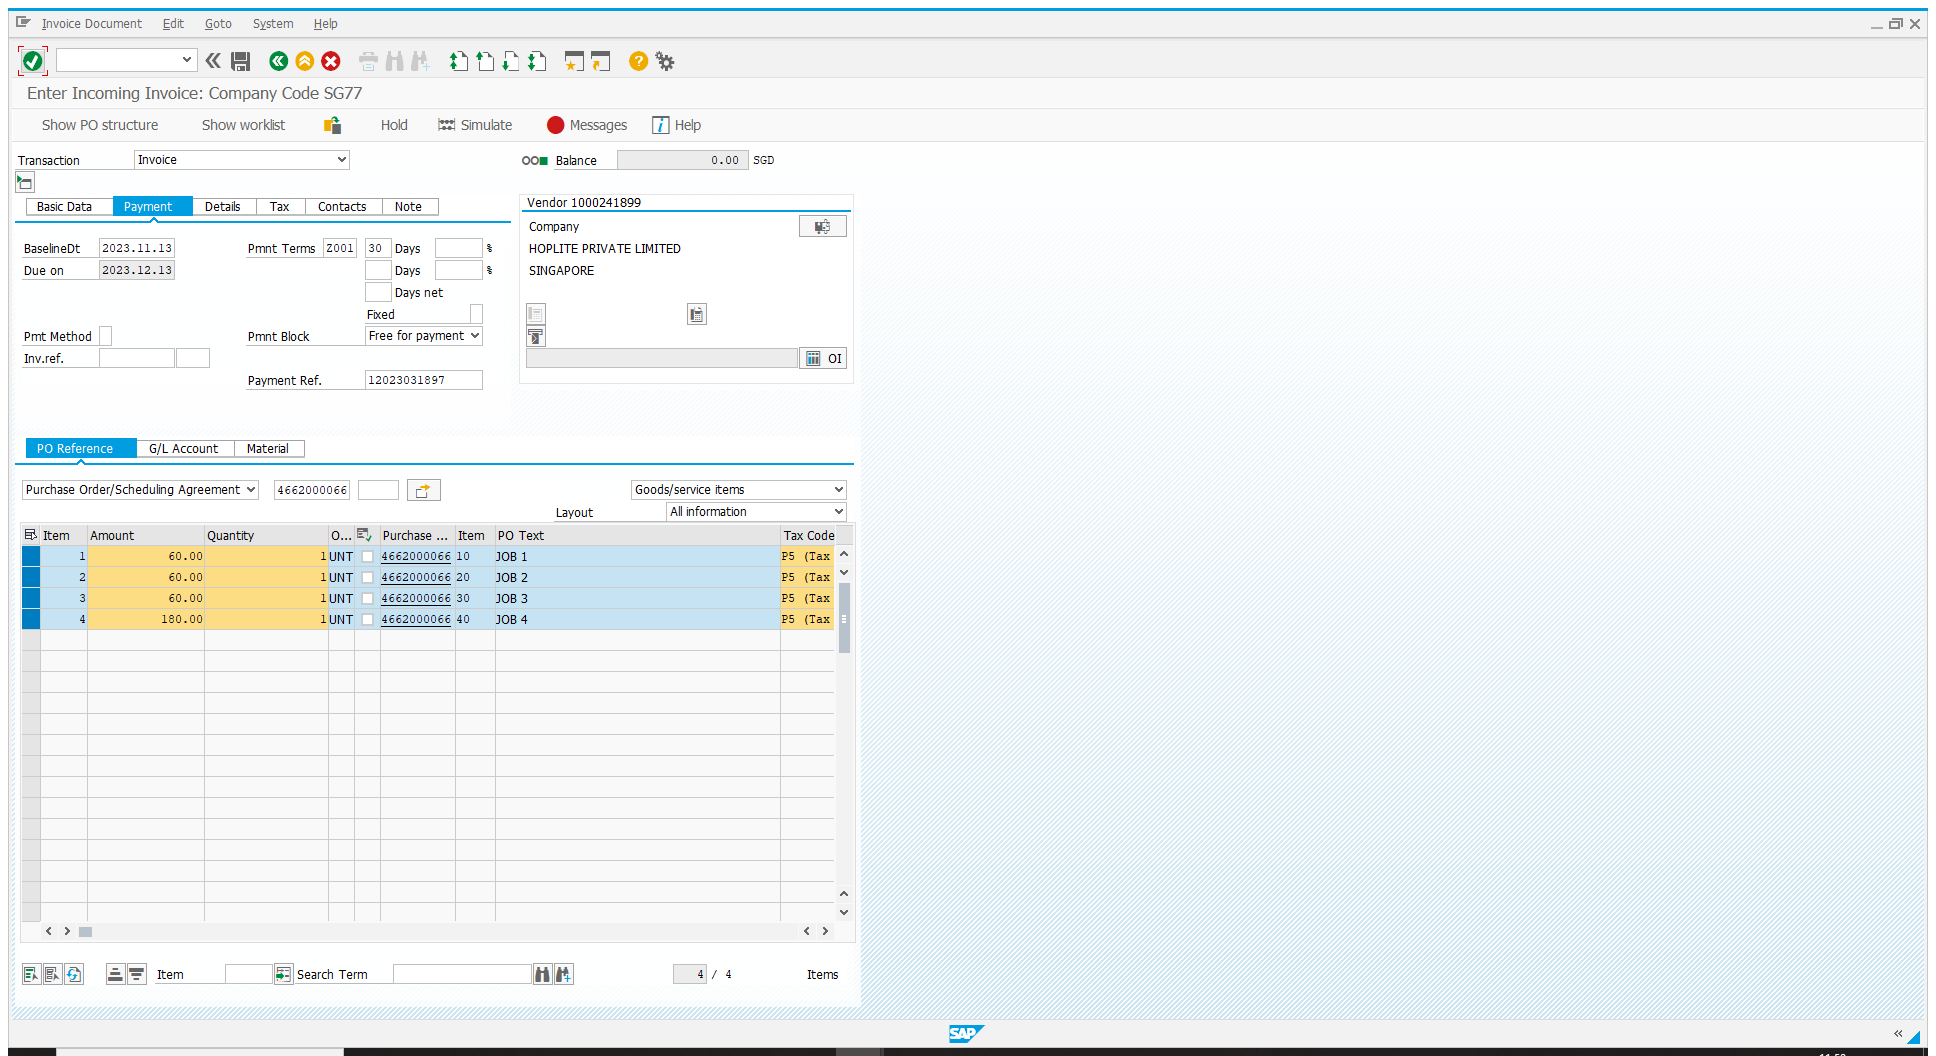 Invoice Document Edit Goto System Help
Enter Incoming Invoice: Company Code SG77
Show PO structure Show worklist Hold Simulate Messages Help
Transaction Invoice Balance 0.00 SGD
Basic Data Payment Details Tax Contacts Note
Vendor 1000241899
Company
BaselineDt 2023.11.13 Pmnt Terms Z001 30 Days %
HOPLITE PRIVATE LIMITED
Due on 2023.12.13 Days %
SINGAPORE
Days net
Fixed
Pmt Method Pmnt Block Free for payment
Inv.ref.
OI
Payment Ref. 12023031897
PO Reference G/L Account Material
Purchase Order/Scheduling Agreement 4662000066 Goods/service items
Layout All information
Item Amount Quantity O... Purchase ... Item PO Text Tax Code
1 60.00 1 UNT 4662000066 10 JOB 1 P5 (Tax
2 60.00 1 UNT 4662000066 20 JOB 2 P5 (Tax
3 60.00 1 UNT 4662000066 30 JOB 3 P5 (Tax
4 180.00 1 UNT 4662000066 40 JOB 4 P5 (Tax
Item Search Term 4 / 4 Items
SAP